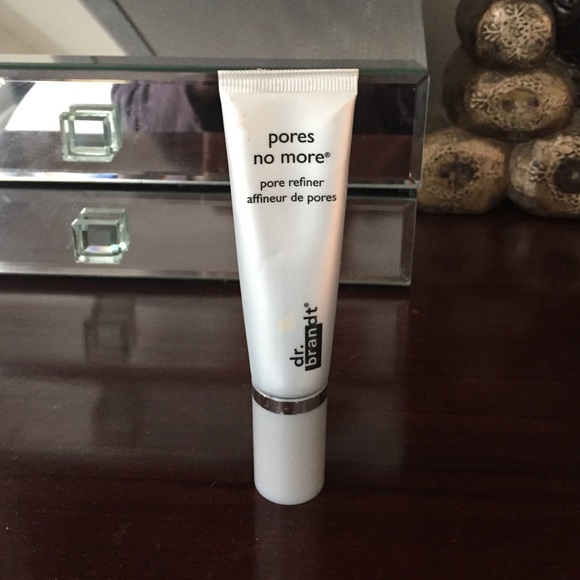 pores
no more®
pore refiner
affineur de pores
dr.
brandt®